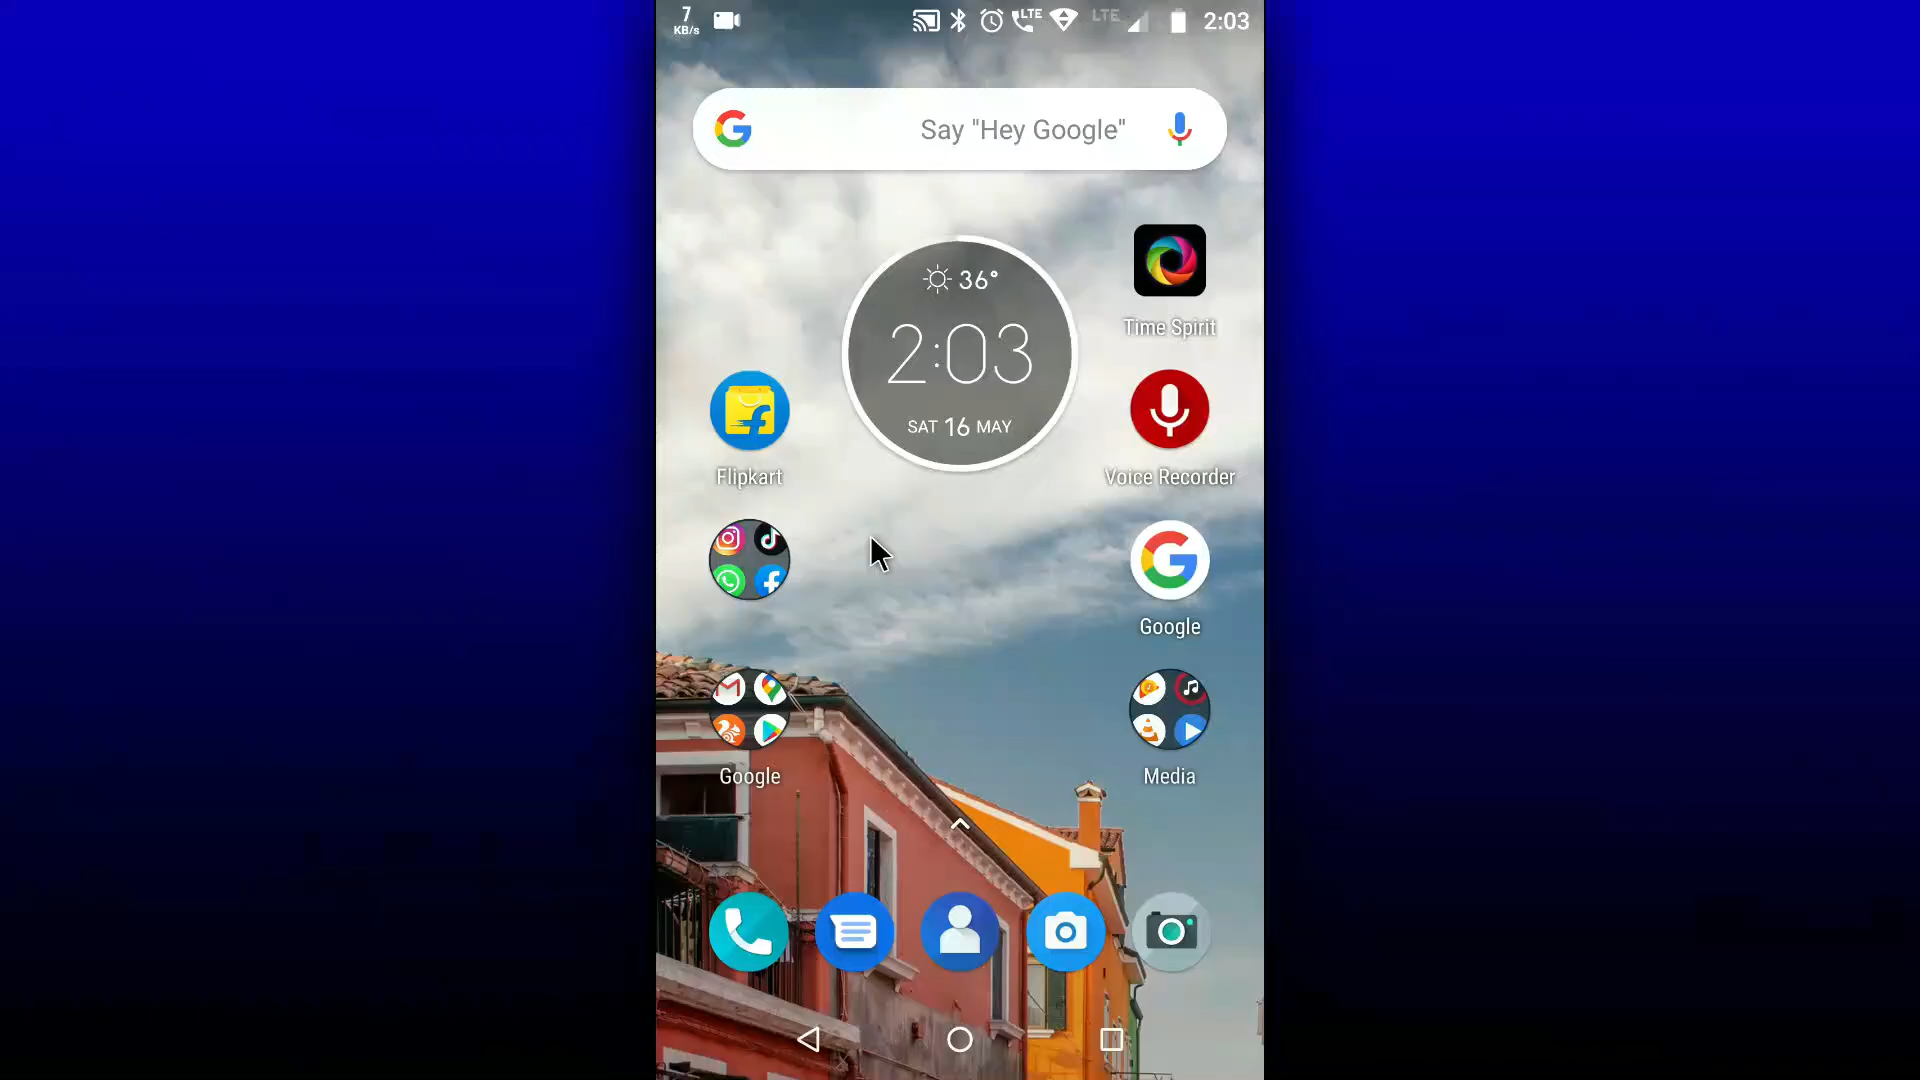 7
KB/s
LTE
LTE
2:03
Say "Hey Google"
36°
2:03
SAT 16 MAY
Time Spirit
Flipkart
Voice Recorder
Google
Google
Media